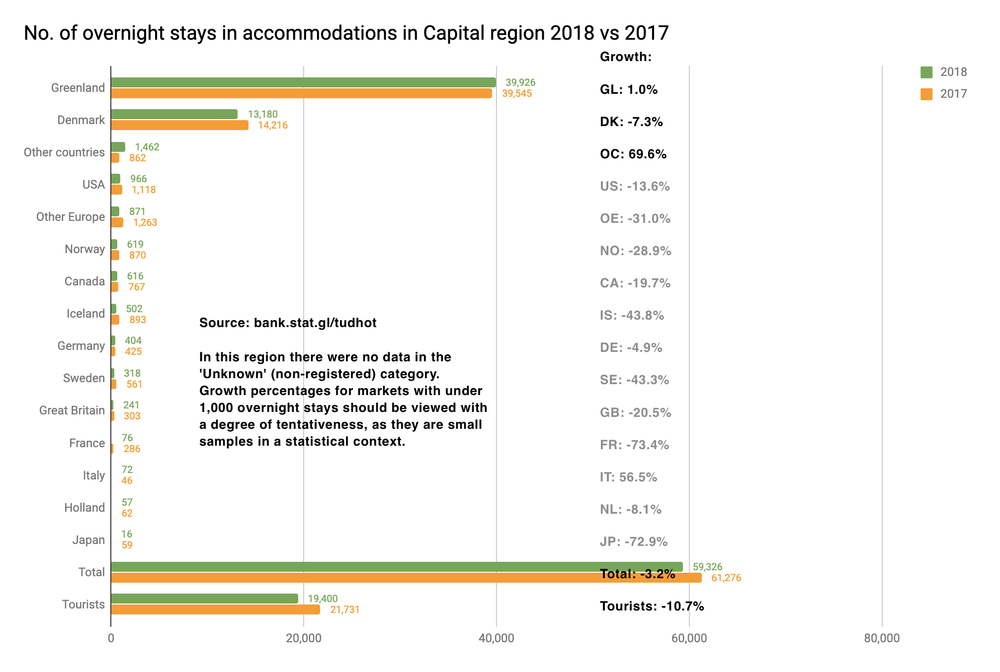 No. of overnight stays in accommodations in Capital region 2018 vs 2017
Growth:
2018
2017
Greenland
39,926
39,545
GL: 1.0%
Denmark
13,180
14,216
DK: -7.3%
Other countries
1,462
862
OC: 69.6%
USA
966
1,118
US: -13.6%
Other Europe
871
1,263
OE: -31.0%
Norway
619
870
NO: -28.9%
Canada
616
767
CA: -19.7%
Iceland
502
893
IS: -43.8%
Germany
404
425
DE: -4.9%
Sweden
318
561
SE: -43.3%
Great Britain
241
303
GB: -20.5%
France
76
286
FR: -73.4%
Italy
72
46
IT: 56.5%
Holland
57
62
NL: -8.1%
Japan
16
59
JP: -72.9%
Total
59,326
61,276
Total: -3.2%
Tourists
19,400
21,731
Tourists: -10.7%
Source: bank.stat.gl/tudhot
In this region there were no data in the
'Unknown' (non-registered) category.
Growth percentages for markets with under
1,000 overnight stays should be viewed with
a degree of tentativeness, as they are small
samples in a statistical context.
0
20,000
40,000
60,000
80,000